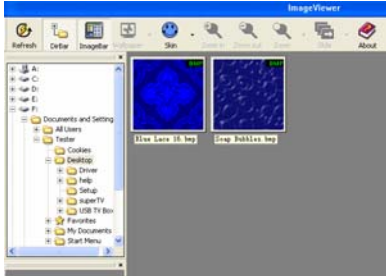 ImageViewer
Refresh DirBar ImageBar Wallpaper Skin Zoom in Zoom out Zoom Slide About
A:
C:
D:
E:
F:
Documents and Setting
All Users
Tester
Cookies
Desktop
Driver
help
Setup
superTV
USB TV Box
Favorites
My Documents
Start Menu
BMP BMP
Blue Lace 16.bmp Soap Bubbles.bmp